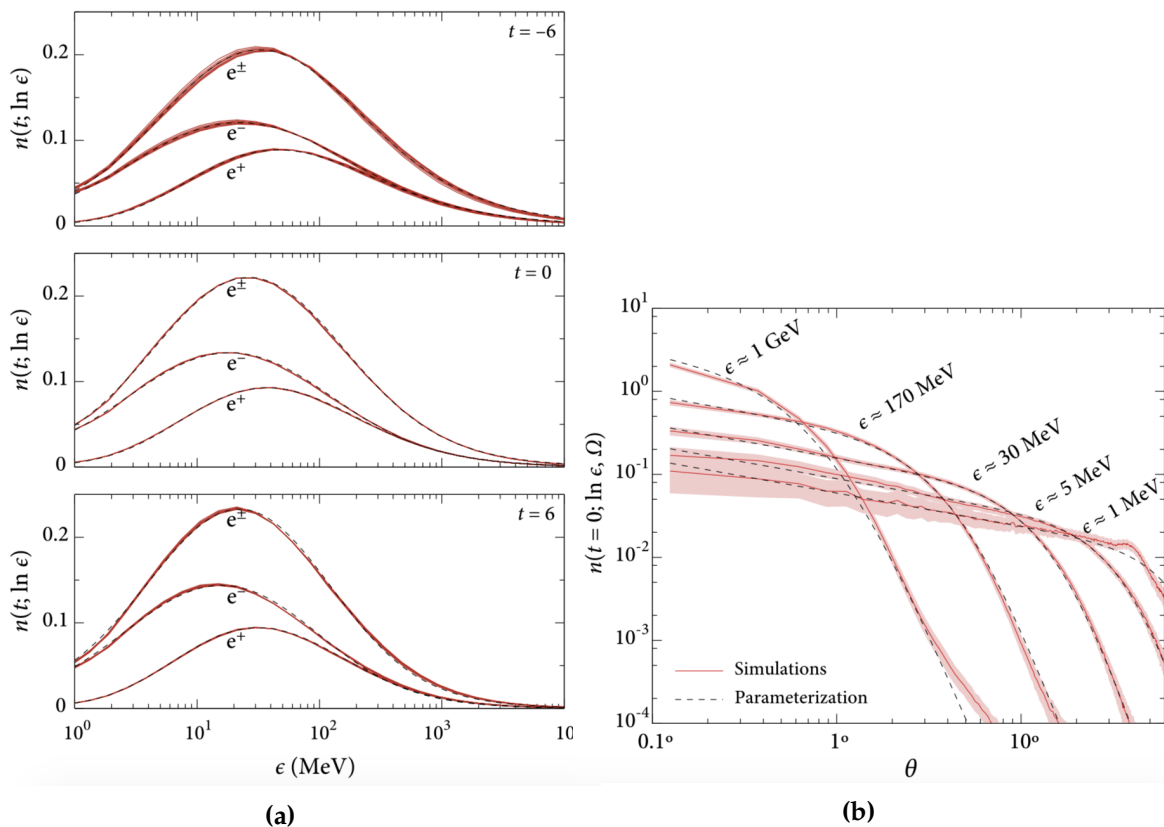 t = –6
n(t; ln ϵ)
0.2
0.1
0
e±
e−
e+
t = 0
n(t; ln ϵ)
0.2
0.1
0
e±
e−
e+
t = 6
n(t; ln ϵ)
0.2
0.1
0
e±
e−
e+
10⁰ 10¹ 10² 10³ 10
ϵ (MeV)
(a)
n(t = 0; ln ϵ, Ω)
10¹
10⁰
10⁻¹
10⁻²
10⁻³
10⁻⁴
ϵ ≈ 1 GeV
ϵ ≈ 170 MeV
ϵ ≈ 30 MeV
ϵ ≈ 5 MeV
ϵ ≈ 1 MeV
Simulations
Parameterization
0.1 1º 10º
θ
(b)